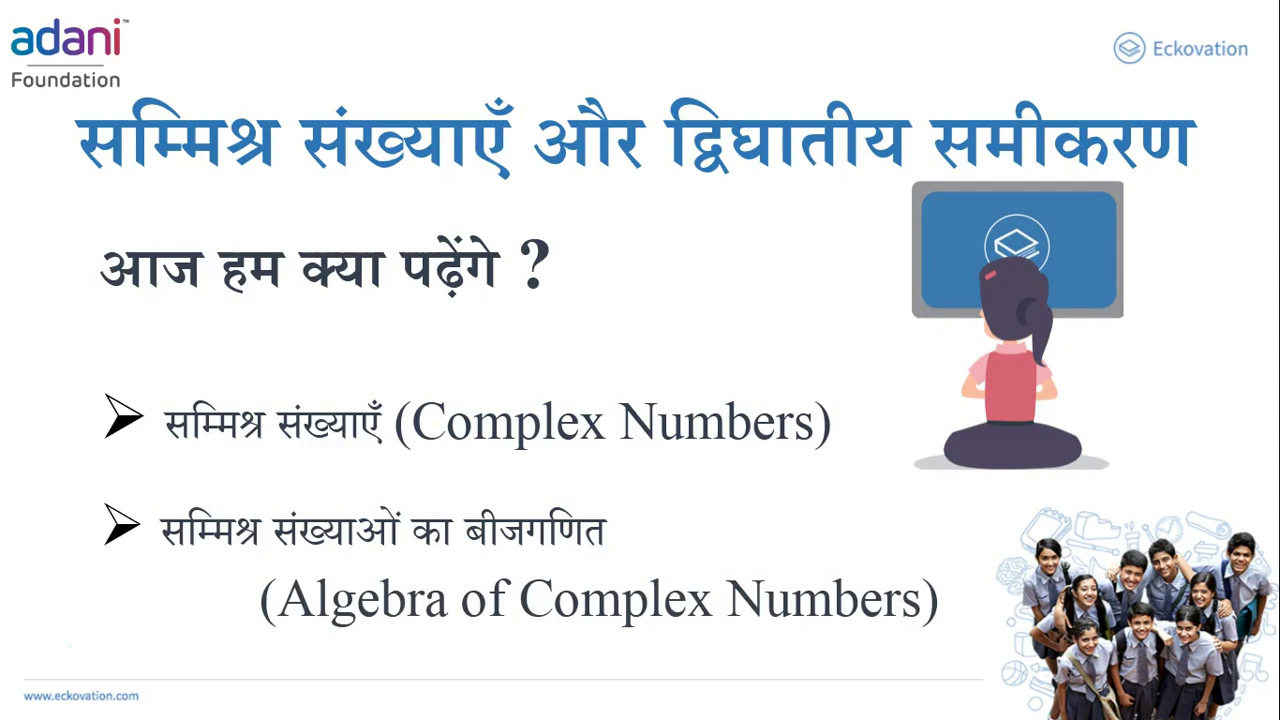 adani™
Foundation
Eckovation
सम्मिश्र संख्याएँ और द्विघातीय समीकरण
आज हम क्या पढ़ेंगे ?
सम्मिश्र संख्याएँ (Complex Numbers)
सम्मिश्र संख्याओं का बीजगणित
(Algebra of Complex Numbers)
www.eckovation.com